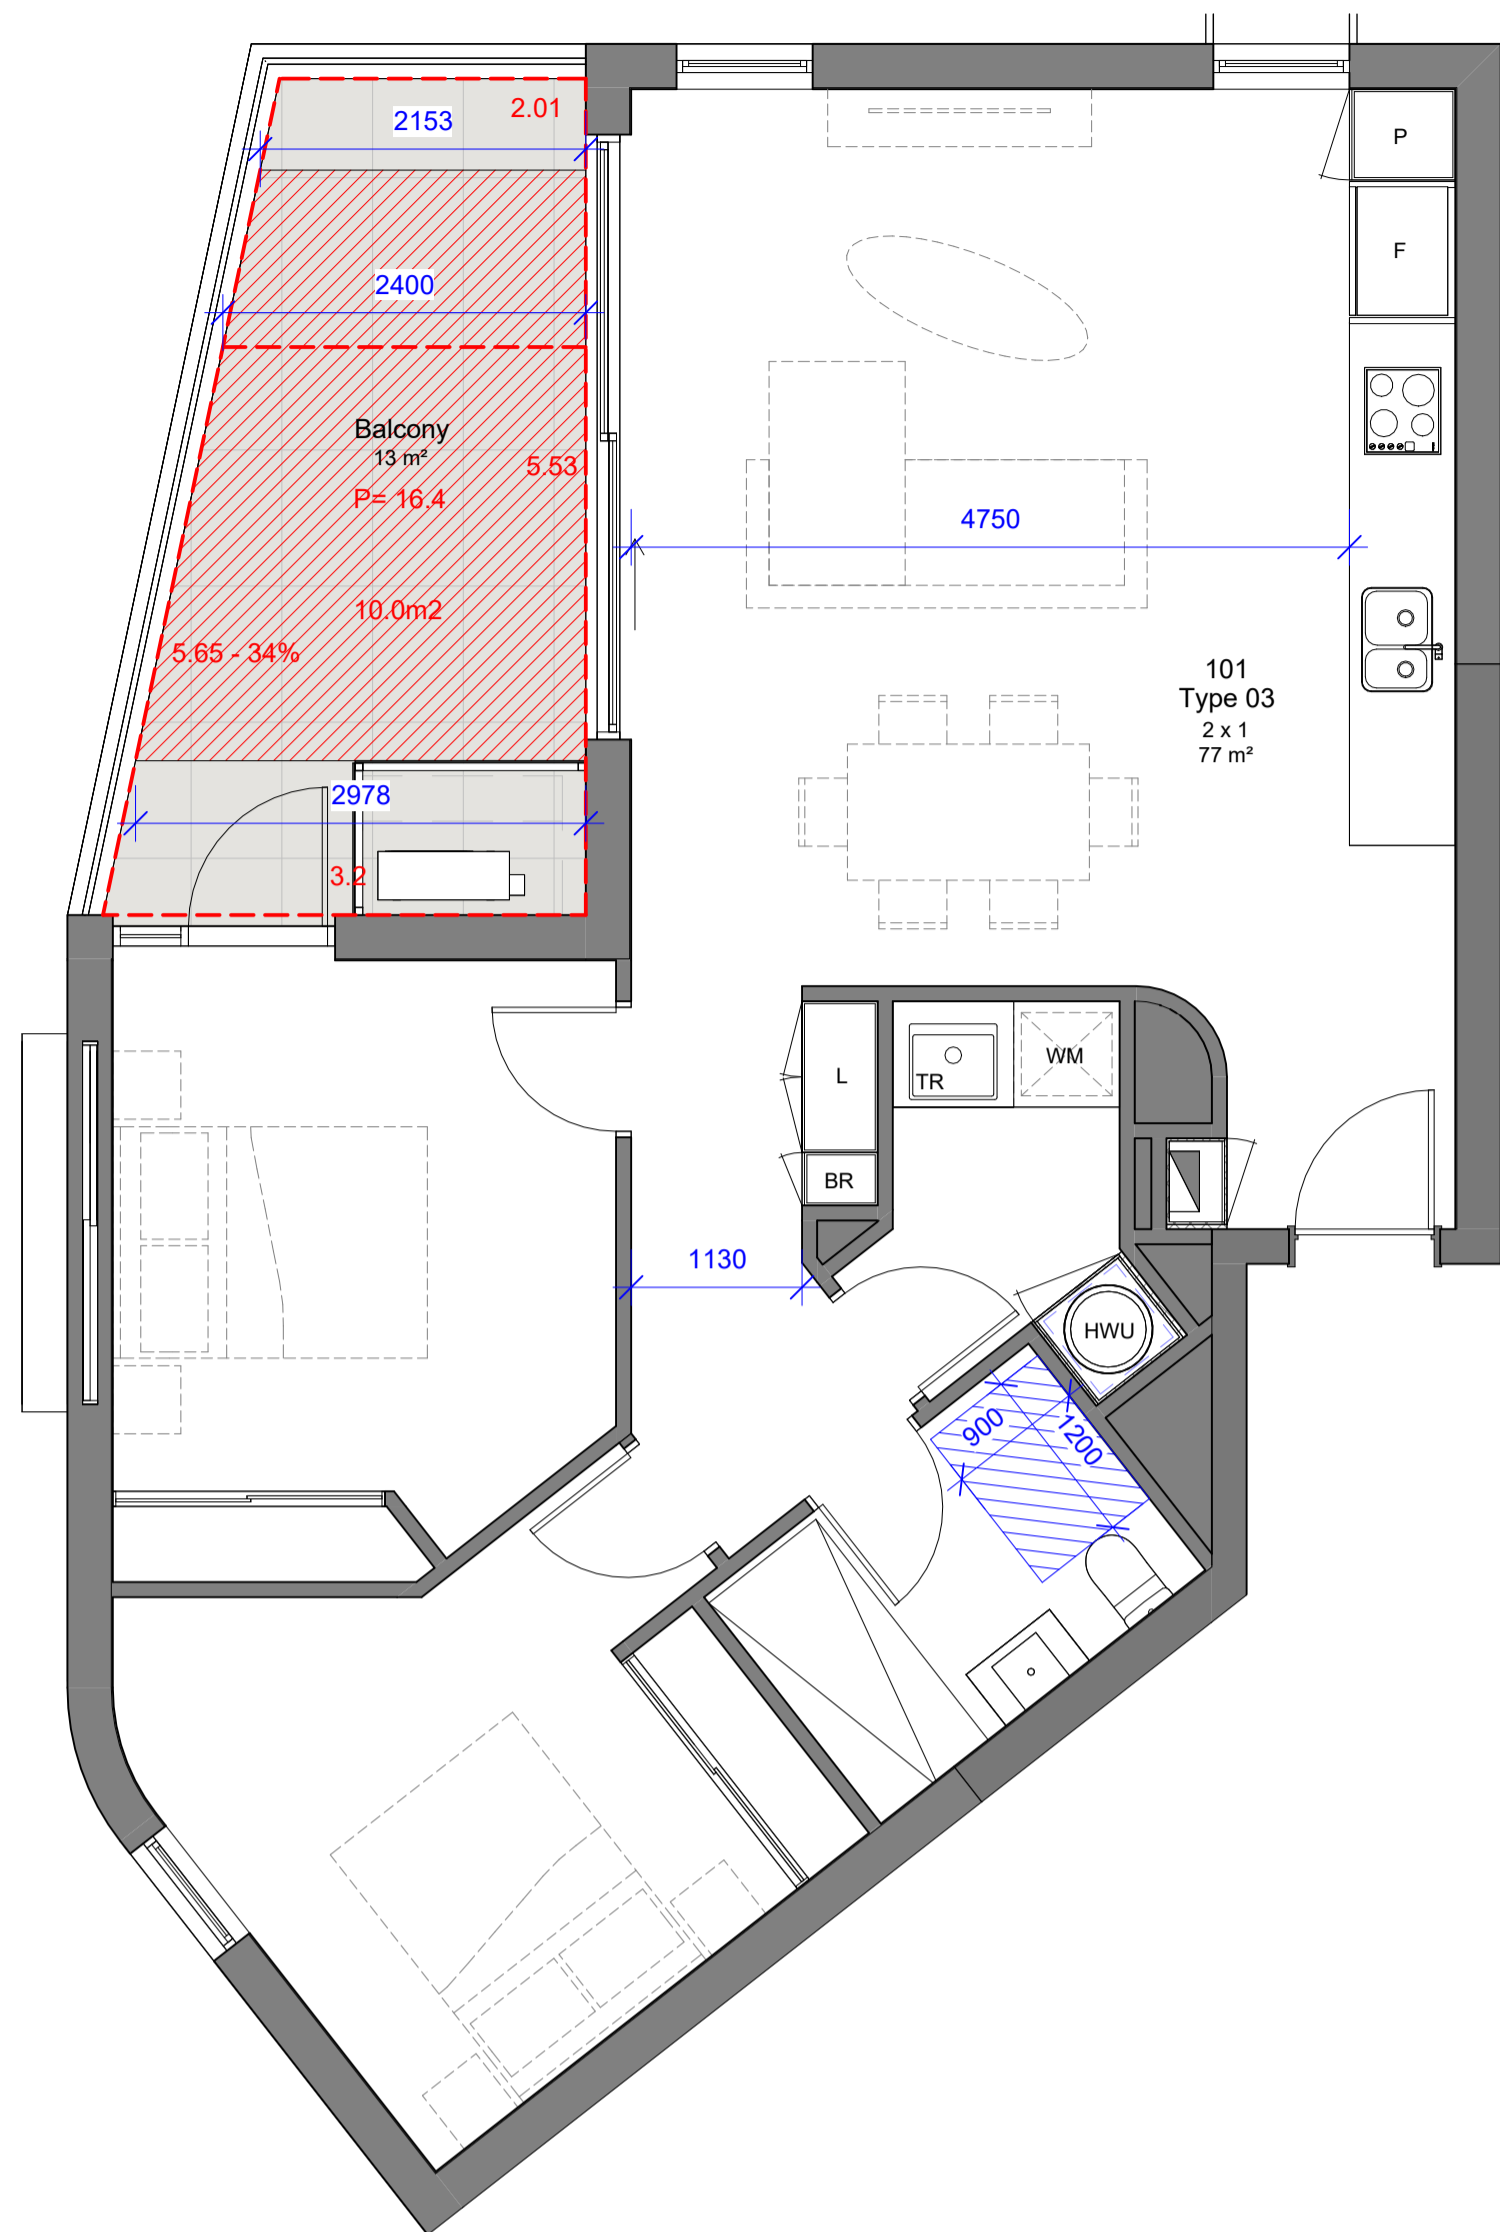 2.01
2153
P
2400
F
Balcony
13 m²
5.53
P= 16.4
4750
10.0m2
5.65 - 34%
101
Type 03
2 x 1
77 m²
2978
3.2
WM
L
TR
BR
1130
HWU
900
1200